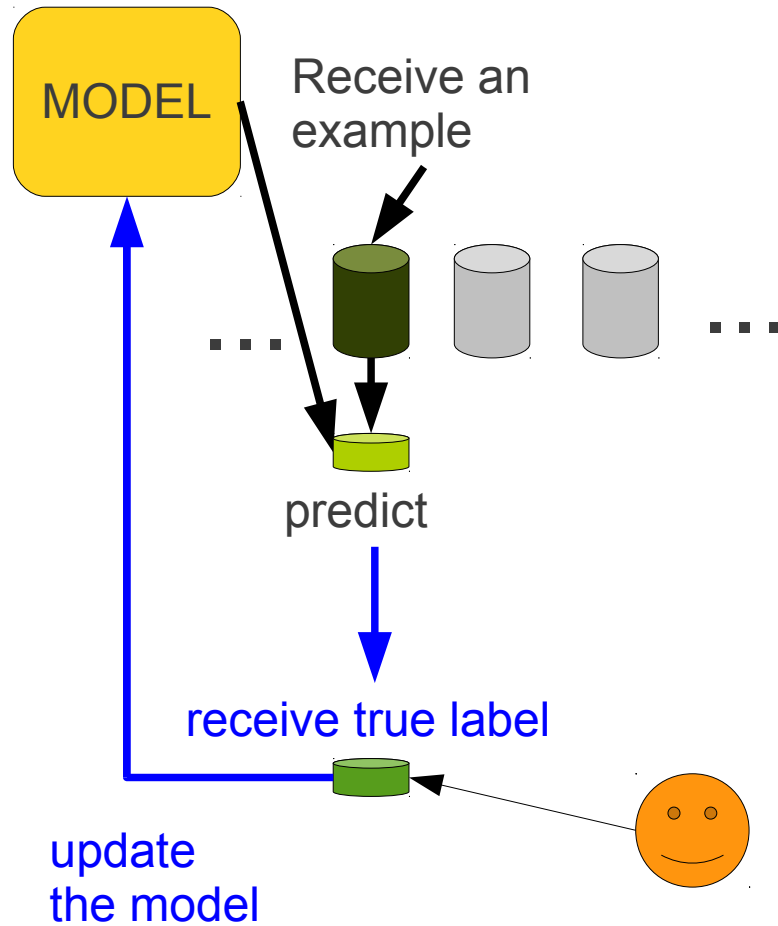 MODEL
Receive an
example
predict
receive true label
update
the model